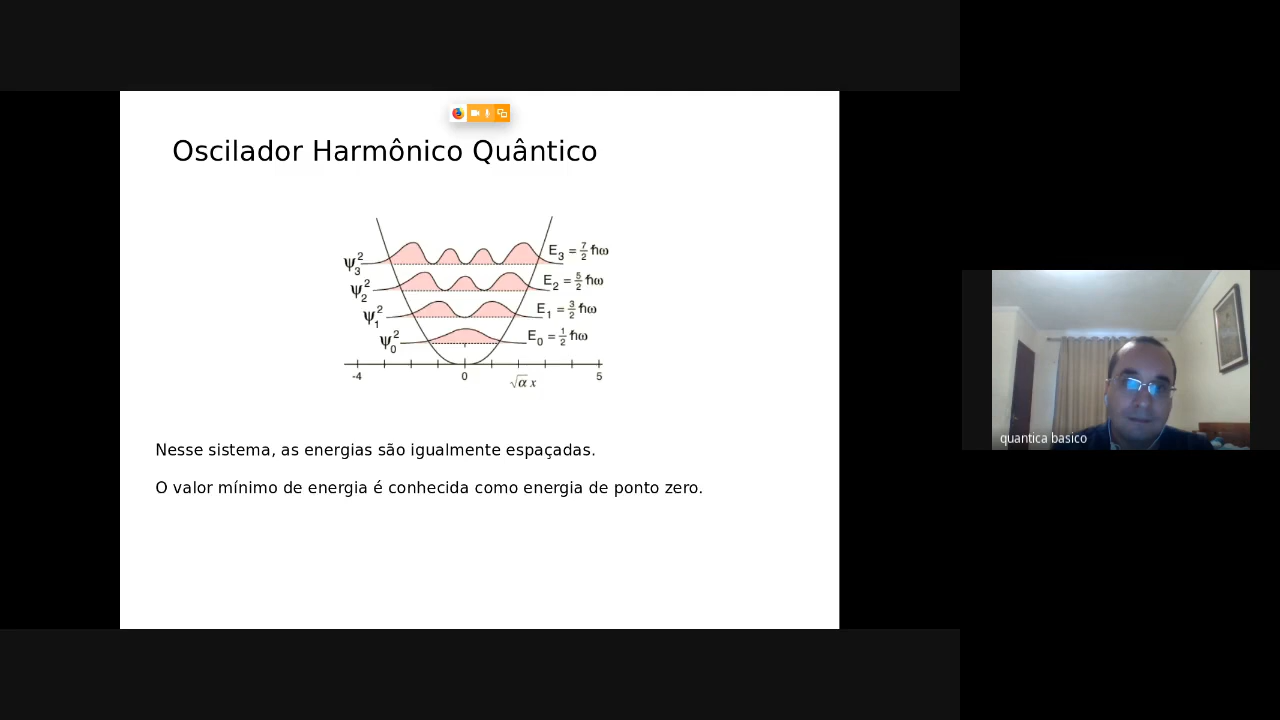 Oscilador Harmônico Quântico
ψ₃² E₃ = 7/2 ħω
ψ₂² E₂ = 5/2 ħω
ψ₁² E₁ = 3/2 ħω
ψ₀² E₀ = 1/2 ħω
-4 0 5
√α x
Nesse sistema, as energias são igualmente espaçadas.
O valor mínimo de energia é conhecida como energia de ponto zero.
quantica basico